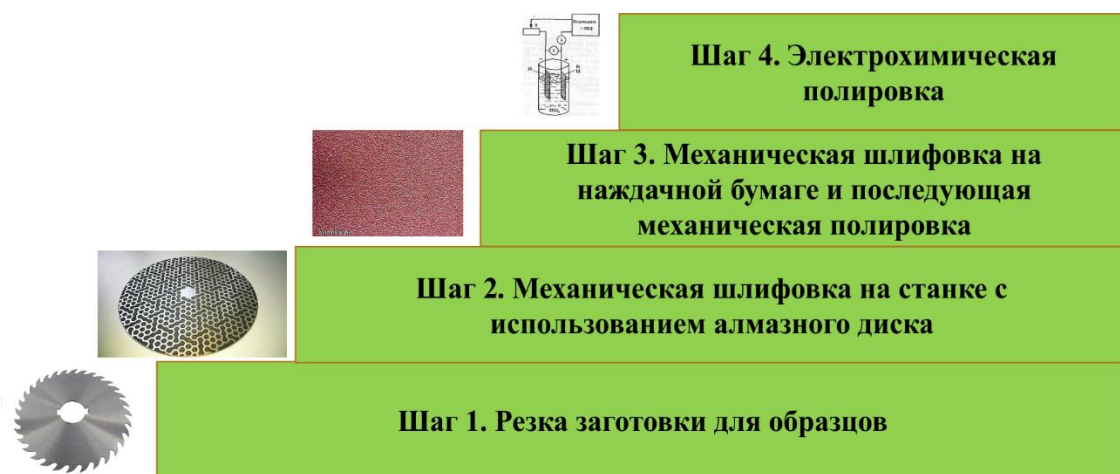 Шаг 4. Электрохимическая
полировка
Шаг 3. Механическая шлифовка на
наждачной бумаге и последующая
механическая полировка
Шаг 2. Механическая шлифовка на станке с
использованием алмазного диска
Шаг 1. Резка заготовки для образцов